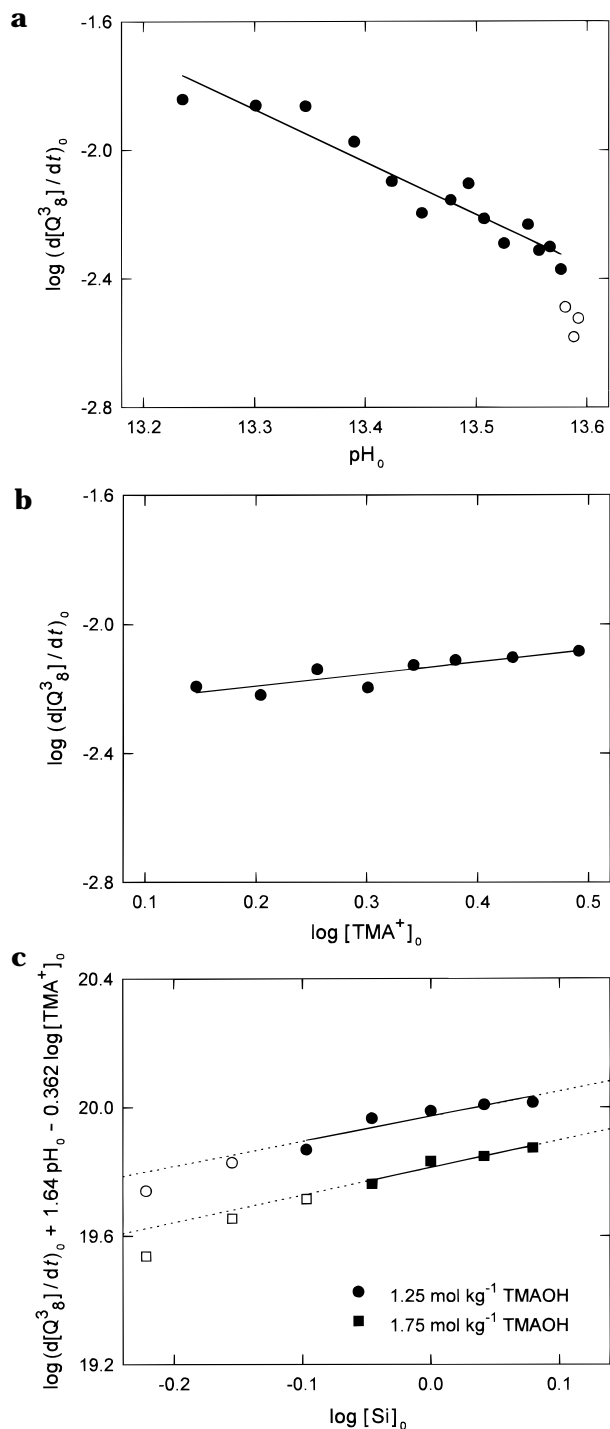 a
log (d[Q³₈] / dt)₀
-1.6
-2.0
-2.4
-2.8
13.2 13.3 13.4 13.5 13.6
pH₀
b
log (d[Q³₈] / dt)₀
-1.6
-2.0
-2.4
-2.8
0.1 0.2 0.3 0.4 0.5
log [TMA⁺]₀
c
log(d[Q³₈] / dt)₀ + 1.64 pH₀ − 0.362 log[TMA⁺]₀
20.4
20.0
19.6
19.2
1.25 mol kg⁻¹ TMAOH
1.75 mol kg⁻¹ TMAOH
-0.2 -0.1 0.0 0.1
log [Si]₀